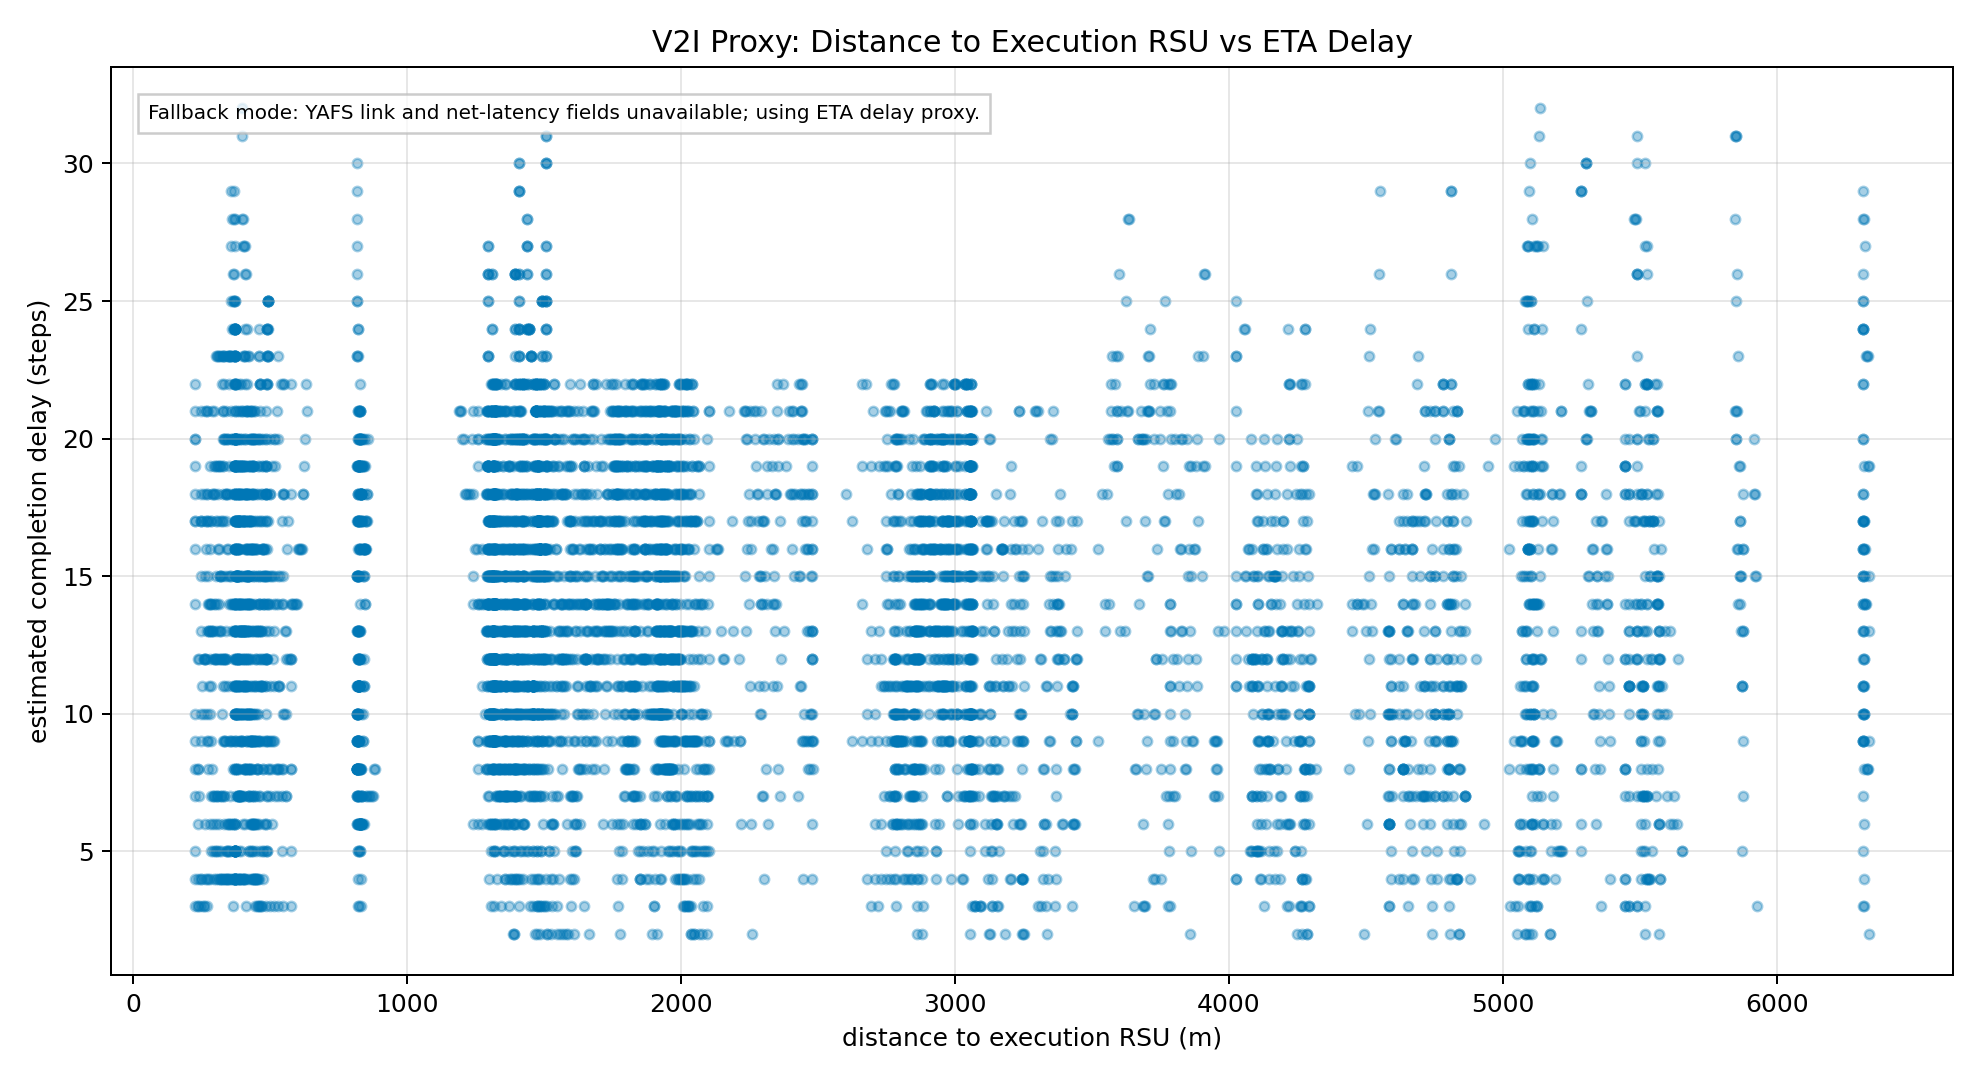 V2I Proxy: Distance to Execution RSU vs ETA Delay
Fallback mode: YAFS link and net-latency fields unavailable; using ETA delay proxy.
estimated completion delay (steps)
30
25
20
15
10
5
0 1000 2000 3000 4000 5000 6000
distance to execution RSU (m)